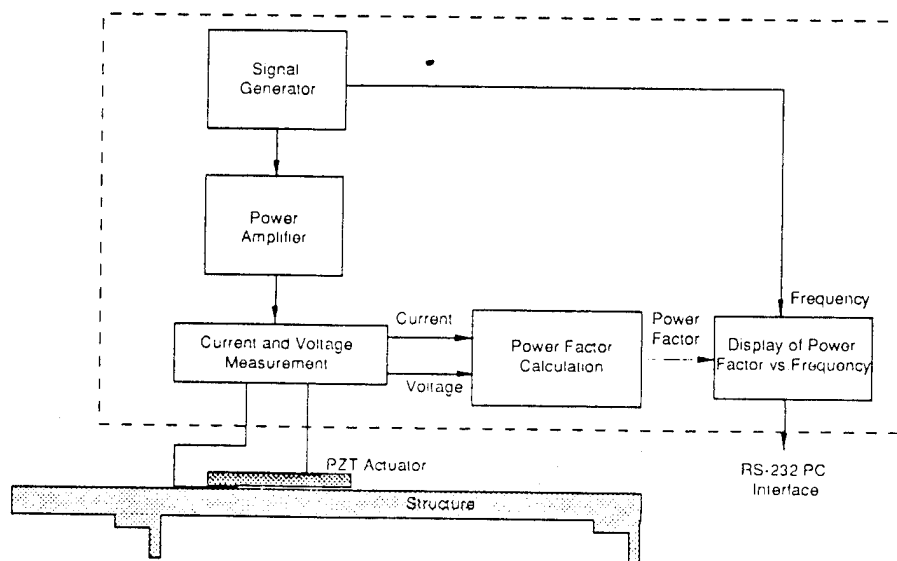 Signal
Generator
Power
Amplifier
Frequency
Current and Voltage
Measurement
Current
Voltage
Power Factor
Calculation
Power
Factor
Display of Power
Factor vs. Frequency
PZT Actuator
RS-232 PC
Interface
Structure